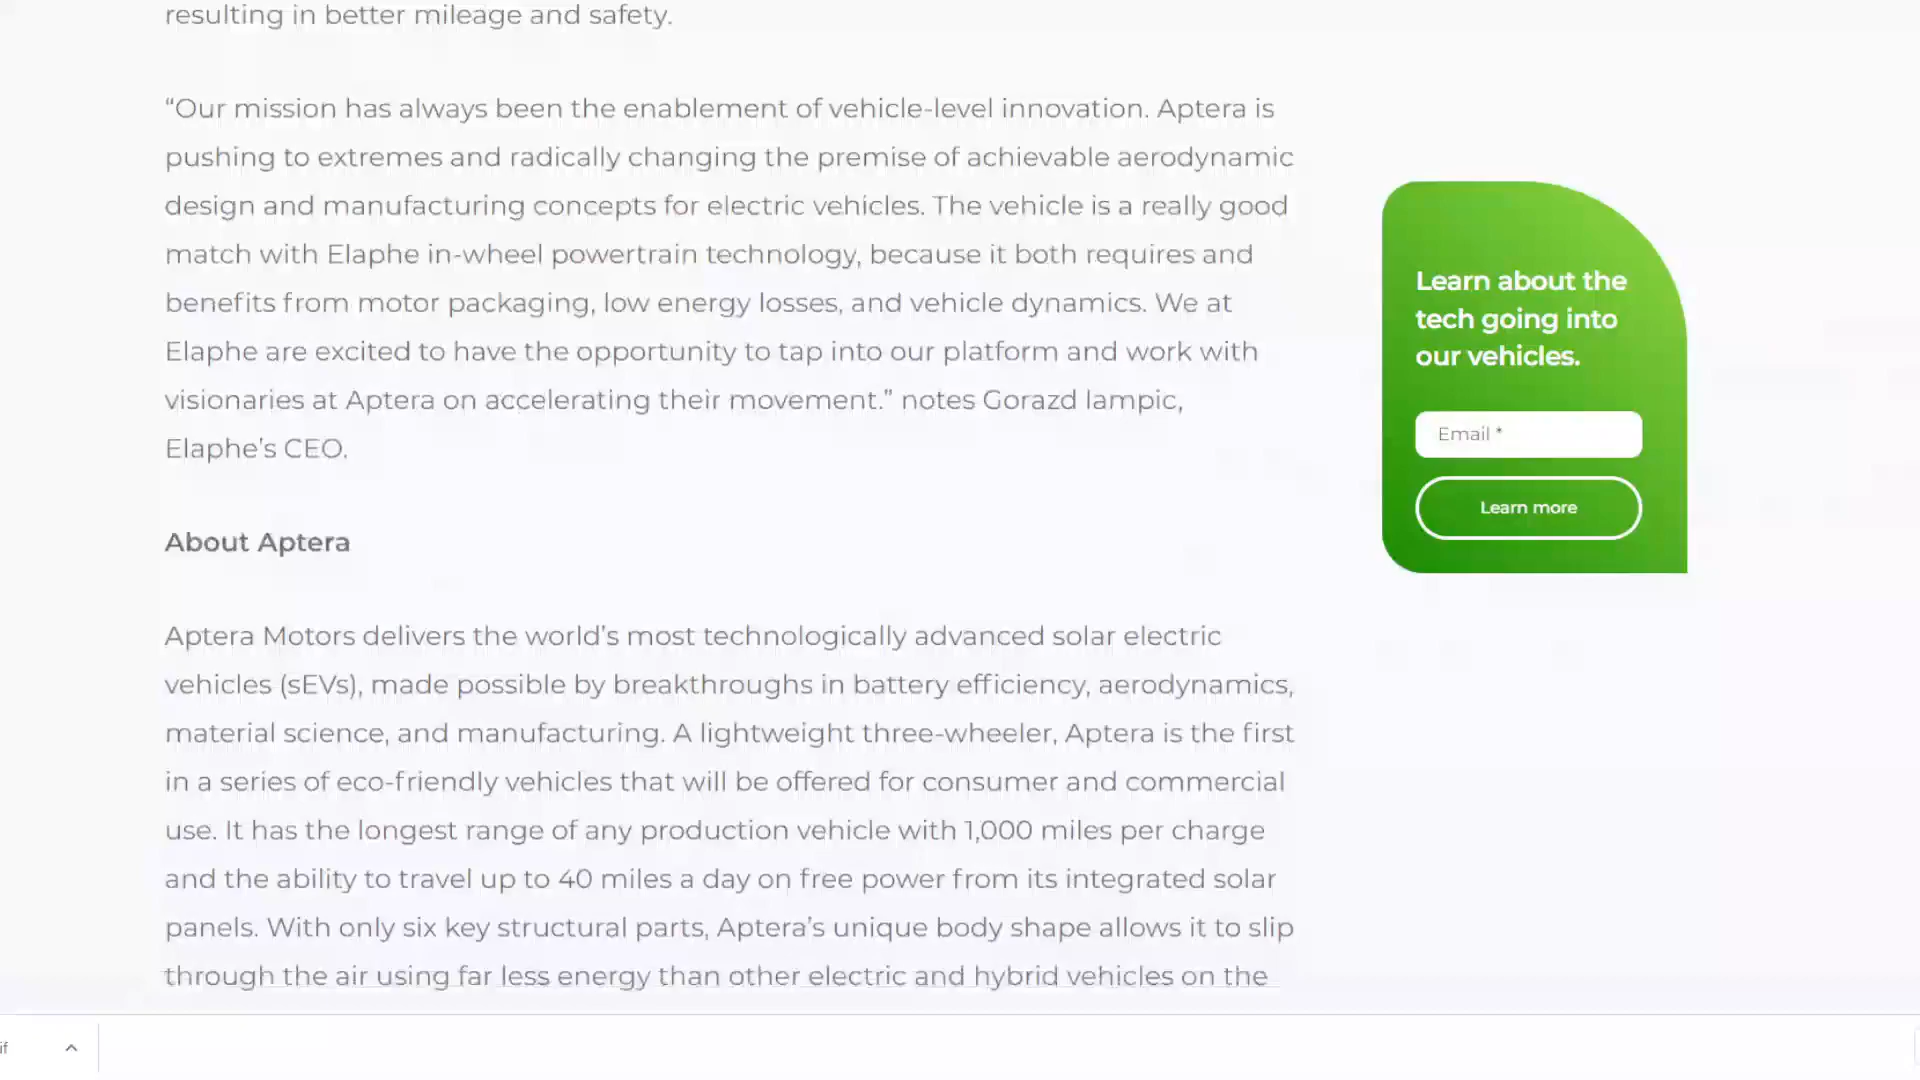 resulting in better mileage and safety.
“Our mission has always been the enablement of vehicle-level innovation. Aptera is
pushing to extremes and radically changing the premise of achievable aerodynamic
design and manufacturing concepts for electric vehicles. The vehicle is a really good
match with Elaphe in-wheel powertrain technology, because it both requires and
benefits from motor packaging, low energy losses, and vehicle dynamics. We at
Elaphe are excited to have the opportunity to tap into our platform and work with
visionaries at Aptera on accelerating their movement.” notes Gorazd lampic,
Elaphe’s CEO.
About Aptera
Aptera Motors delivers the world’s most technologically advanced solar electric
vehicles (sEVs), made possible by breakthroughs in battery efficiency, aerodynamics,
material science, and manufacturing. A lightweight three-wheeler, Aptera is the first
in a series of eco-friendly vehicles that will be offered for consumer and commercial
use. It has the longest range of any production vehicle with 1,000 miles per charge
and the ability to travel up to 40 miles a day on free power from its integrated solar
panels. With only six key structural parts, Aptera’s unique body shape allows it to slip
through the air using far less energy than other electric and hybrid vehicles on the
Learn about the
tech going into
our vehicles.
Email *
Learn more
if